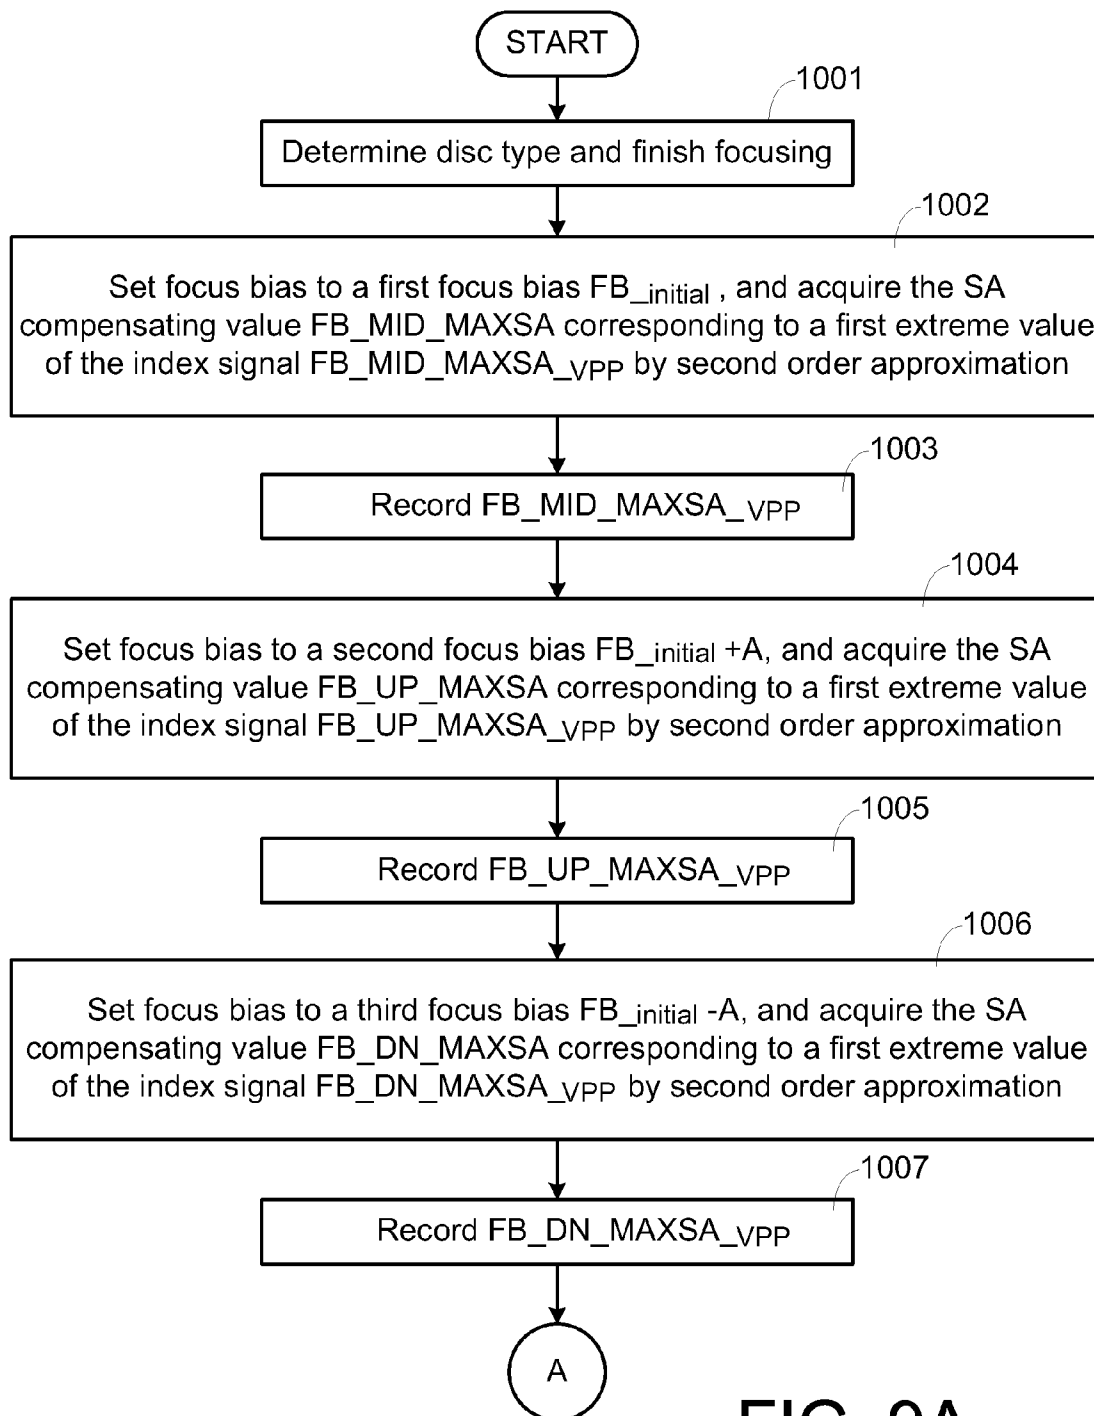 START
1001
Determine disc type and finish focusing
1002
Set focus bias to a first focus bias FB_initial , and acquire the SA
compensating value FB_MID_MAXSA corresponding to a first extreme value
of the index signal FB_MID_MAXSA_VPP by second order approximation
1003
Record FB_MID_MAXSA_VPP
1004
Set focus bias to a second focus bias FB_initial +A, and acquire the SA
compensating value FB_UP_MAXSA corresponding to a first extreme value
of the index signal FB_UP_MAXSA_VPP by second order approximation
1005
Record FB_UP_MAXSA_VPP
1006
Set focus bias to a third focus bias FB_initial -A, and acquire the SA
compensating value FB_DN_MAXSA corresponding to a first extreme value
of the index signal FB_DN_MAXSA_VPP by second order approximation
1007
Record FB_DN_MAXSA_VPP
A
FIG. 9A